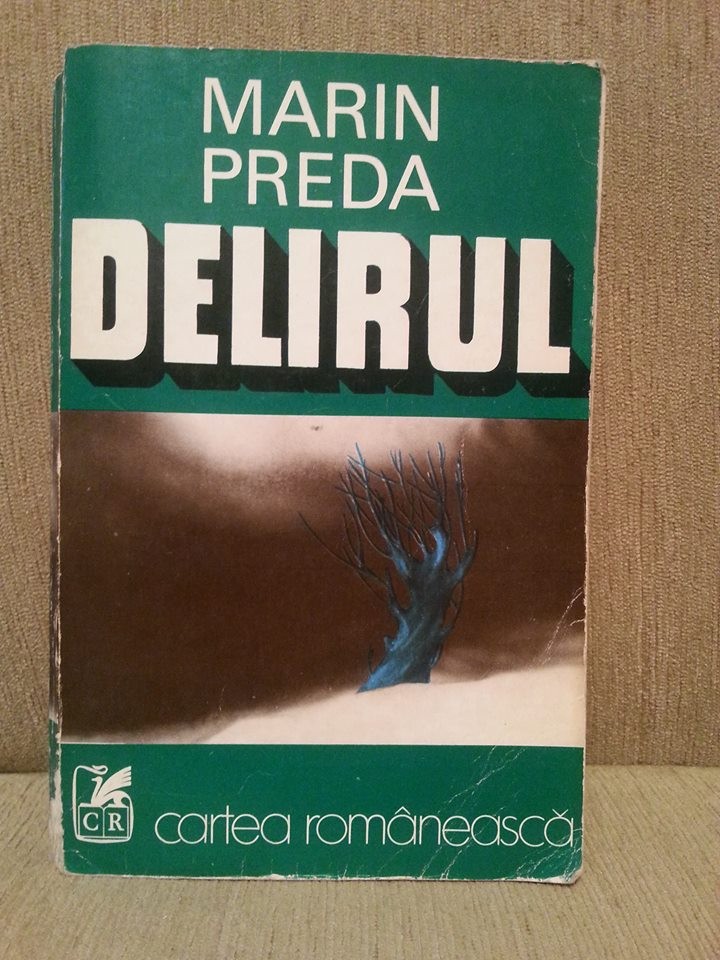 MARIN
PREDA
DELIRUL
CR
cartea românească